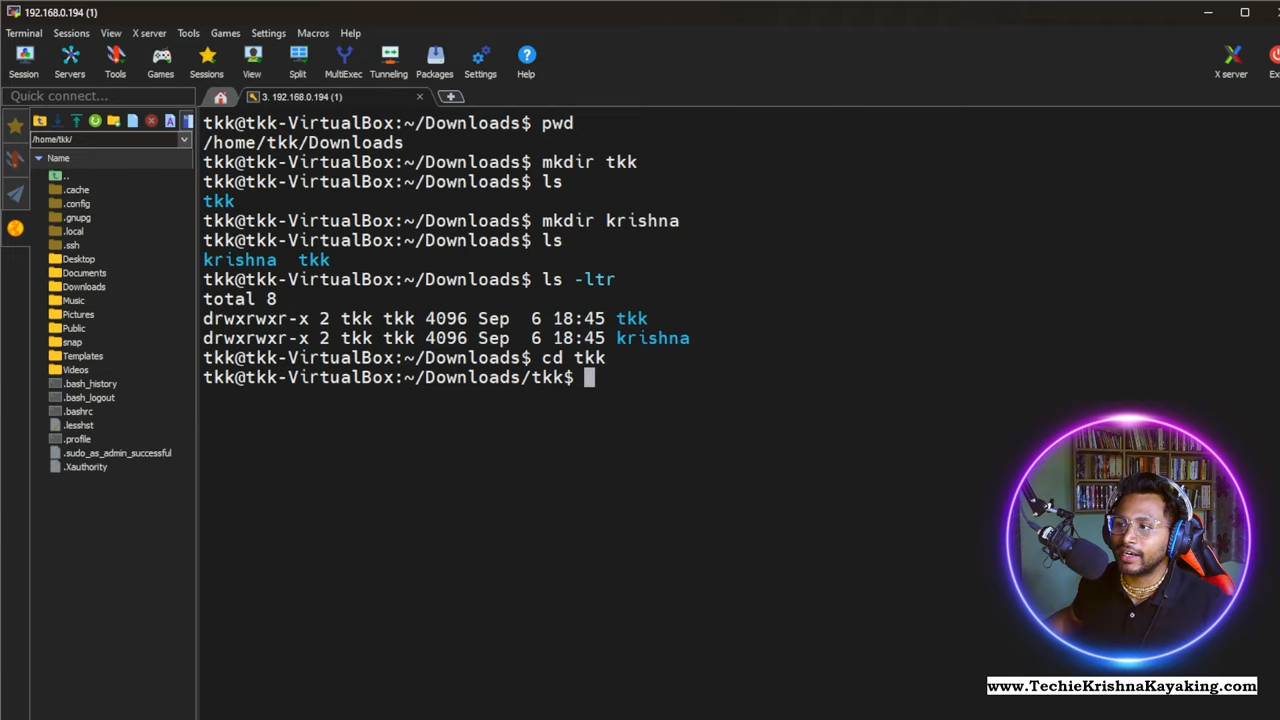 192.168.0.194 (1)
Terminal Sessions View X server Tools Games Settings Macros Help
Session Servers Tools Games Sessions View Split MultiExec Tunneling Packages Settings Help X server Ex
Quick connect... 3. 192.168.0.194 (1)
/home/tkk/
Name
..
.cache
.config
.gnupg
.local
.ssh
Desktop
Documents
Downloads
Music
Pictures
Public
snap
Templates
Videos
.bash_history
.bash_logout
.bashrc
.lesshst
.profile
.sudo_as_admin_successful
.Xauthority
tkk@tkk-VirtualBox:~/Downloads$ pwd
/home/tkk/Downloads
tkk@tkk-VirtualBox:~/Downloads$ mkdir tkk
tkk@tkk-VirtualBox:~/Downloads$ ls
tkk
tkk@tkk-VirtualBox:~/Downloads$ mkdir krishna
tkk@tkk-VirtualBox:~/Downloads$ ls
krishna  tkk
tkk@tkk-VirtualBox:~/Downloads$ ls -ltr
total 8
drwxrwxr-x 2 tkk tkk 4096 Sep  6 18:45 tkk
drwxrwxr-x 2 tkk tkk 4096 Sep  6 18:45 krishna
tkk@tkk-VirtualBox:~/Downloads$ cd tkk
tkk@tkk-VirtualBox:~/Downloads/tkk$
www.TechieKrishnaKayaking.com